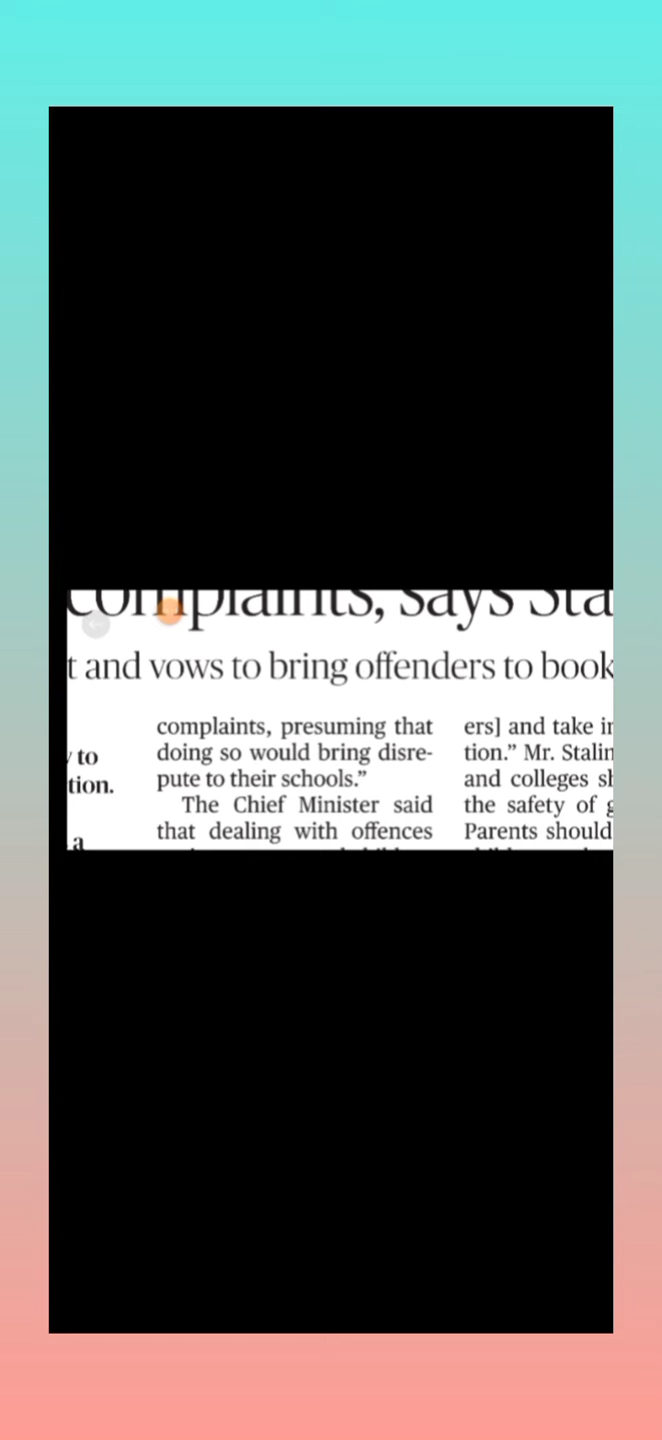 complaints, says Sta
t and vows to bring offenders to book
to
tion.
a
complaints, presuming that
doing so would bring disre-
pute to their schools.”
The Chief Minister said
that dealing with offences
ers] and take in
tion.” Mr. Stalin
and colleges sh
the safety of g
Parents should